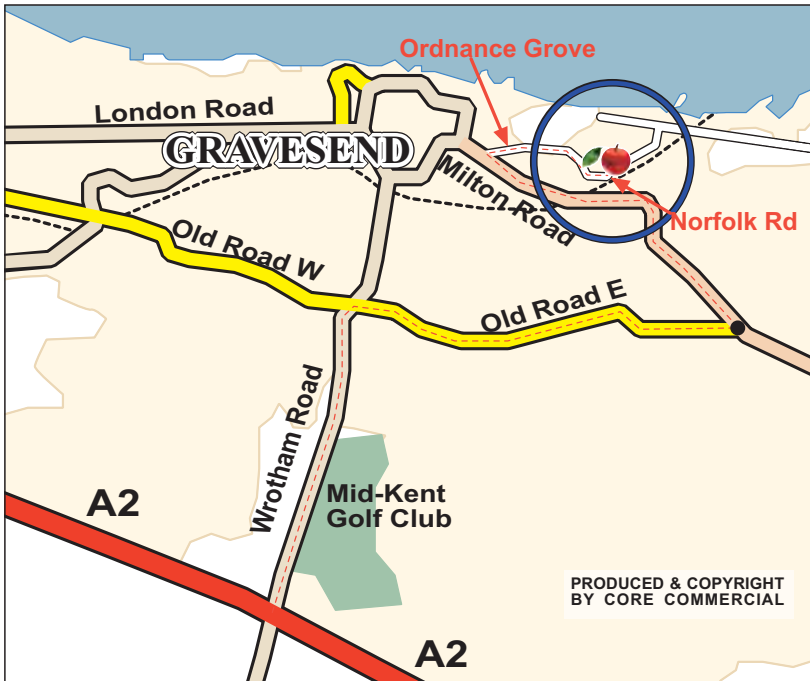 Ordnance Grove
London Road
GRAVESEND
Milton Road
Norfolk Rd
Old Road W
Old Road E
Wrotham Road
Mid-Kent
Golf Club
A2
PRODUCED & COPYRIGHT
BY CORE COMMERCIAL
A2